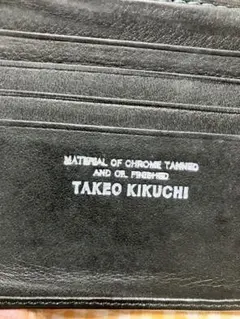 MATERIAL OF CHROME TANNED
AND OIL FINISHED
TAKEO KIKUCHI